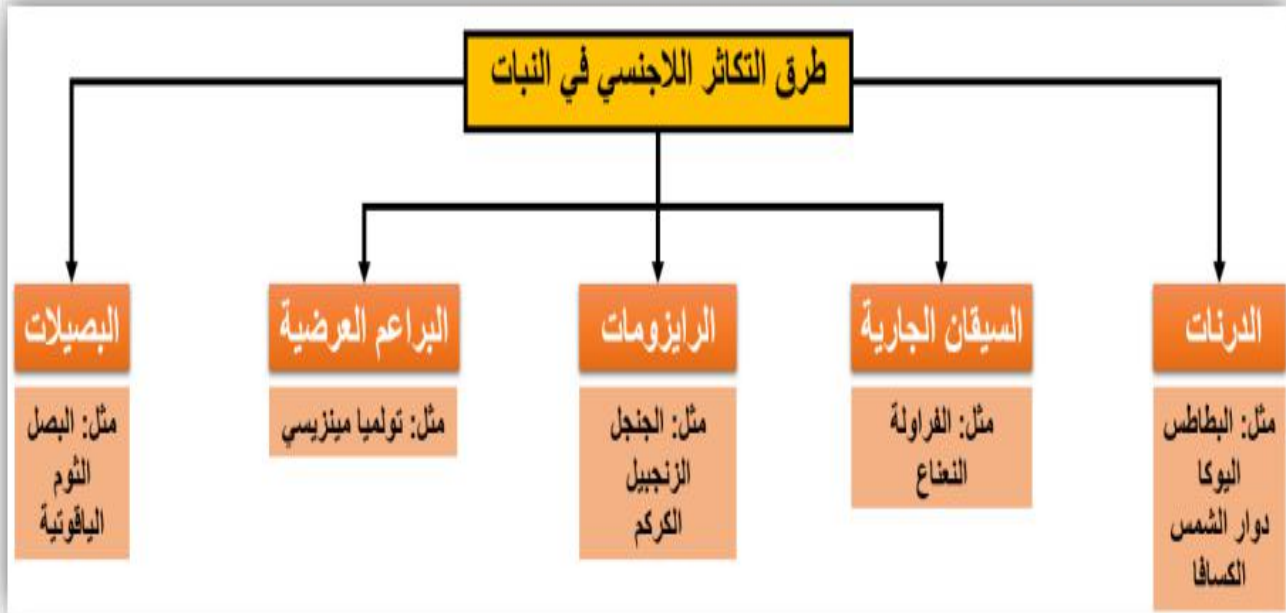 طرق التكاثر اللاجنسي في النبات
الدرنات
مثل: البطاطس
اليوكا
دوار الشمس
الكسافا
السيقان الجارية
مثل: الفراولة
النعناع
الرايزومات
مثل: الجنجل
الزنجبيل
الكركم
البراعم العرضية
مثل: تولميا مينزيسي
البصيلات
مثل: البصل
الثوم
الياقوتية